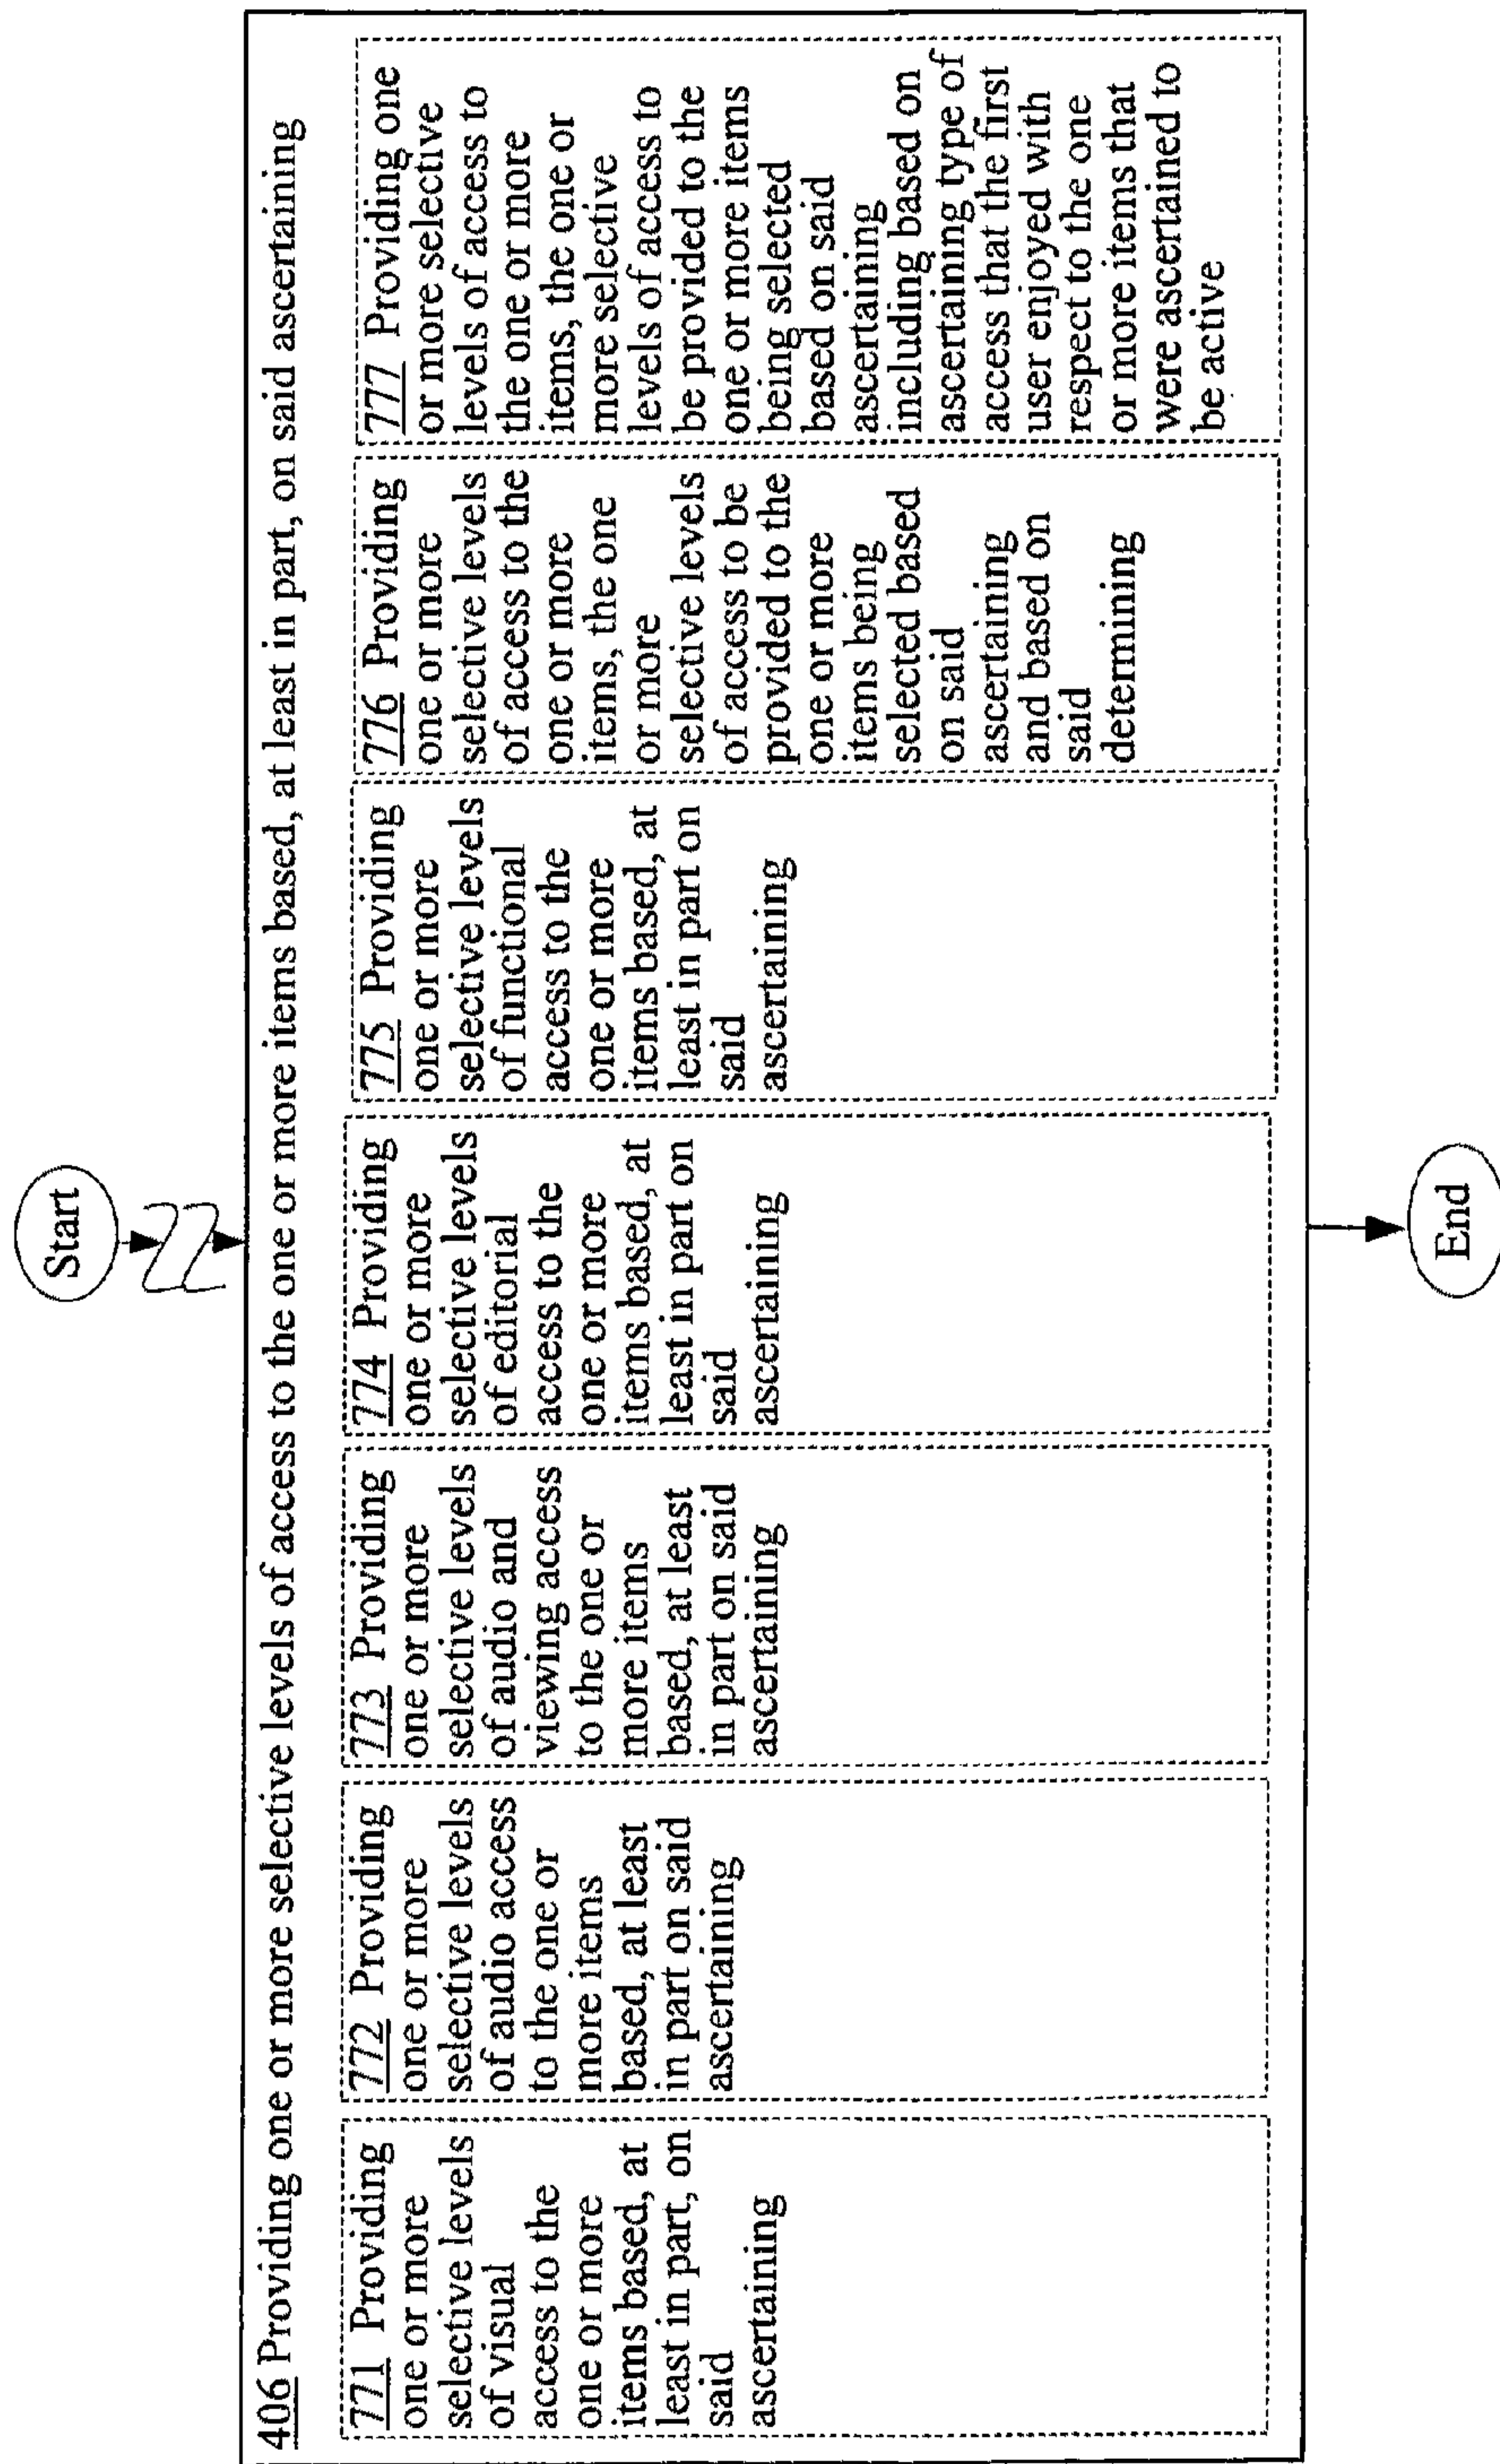 Start
406 Providing one or more selective levels of access to the one or more items based, at least in part, on said ascertaining
771 Providing
one or more
selective levels
of visual
access to the
one or more
items based, at
least in part, on
said
ascertaining
772 Providing
one or more
selective levels
of audio access
to the one or
more items
based, at least
in part on said
ascertaining
773 Providing
one or more
selective levels
of audio and
viewing access
to the one or
more items
based, at least
in part on said
ascertaining
774 Providing
one or more
selective levels
of editorial
access to the
one or more
items based, at
least in part on
said
ascertaining
775 Providing
one or more
selective levels
of functional
access to the
one or more
items based, at
least in part on
said
ascertaining
776 Providing
one or more
selective levels
of access to the
one or more
items, the one
or more
selective levels
of access to be
provided to the
one or more
items being
selected based
on said
ascertaining
and based on
said
determining
777 Providing one
or more selective
levels of access to
the one or more
items, the one or
more selective
levels of access to
be provided to the
one or more items
being selected
based on said
ascertaining
including based on
ascertaining type of
access that the first
user enjoyed with
respect to the one
or more items that
were ascertained to
be active
End